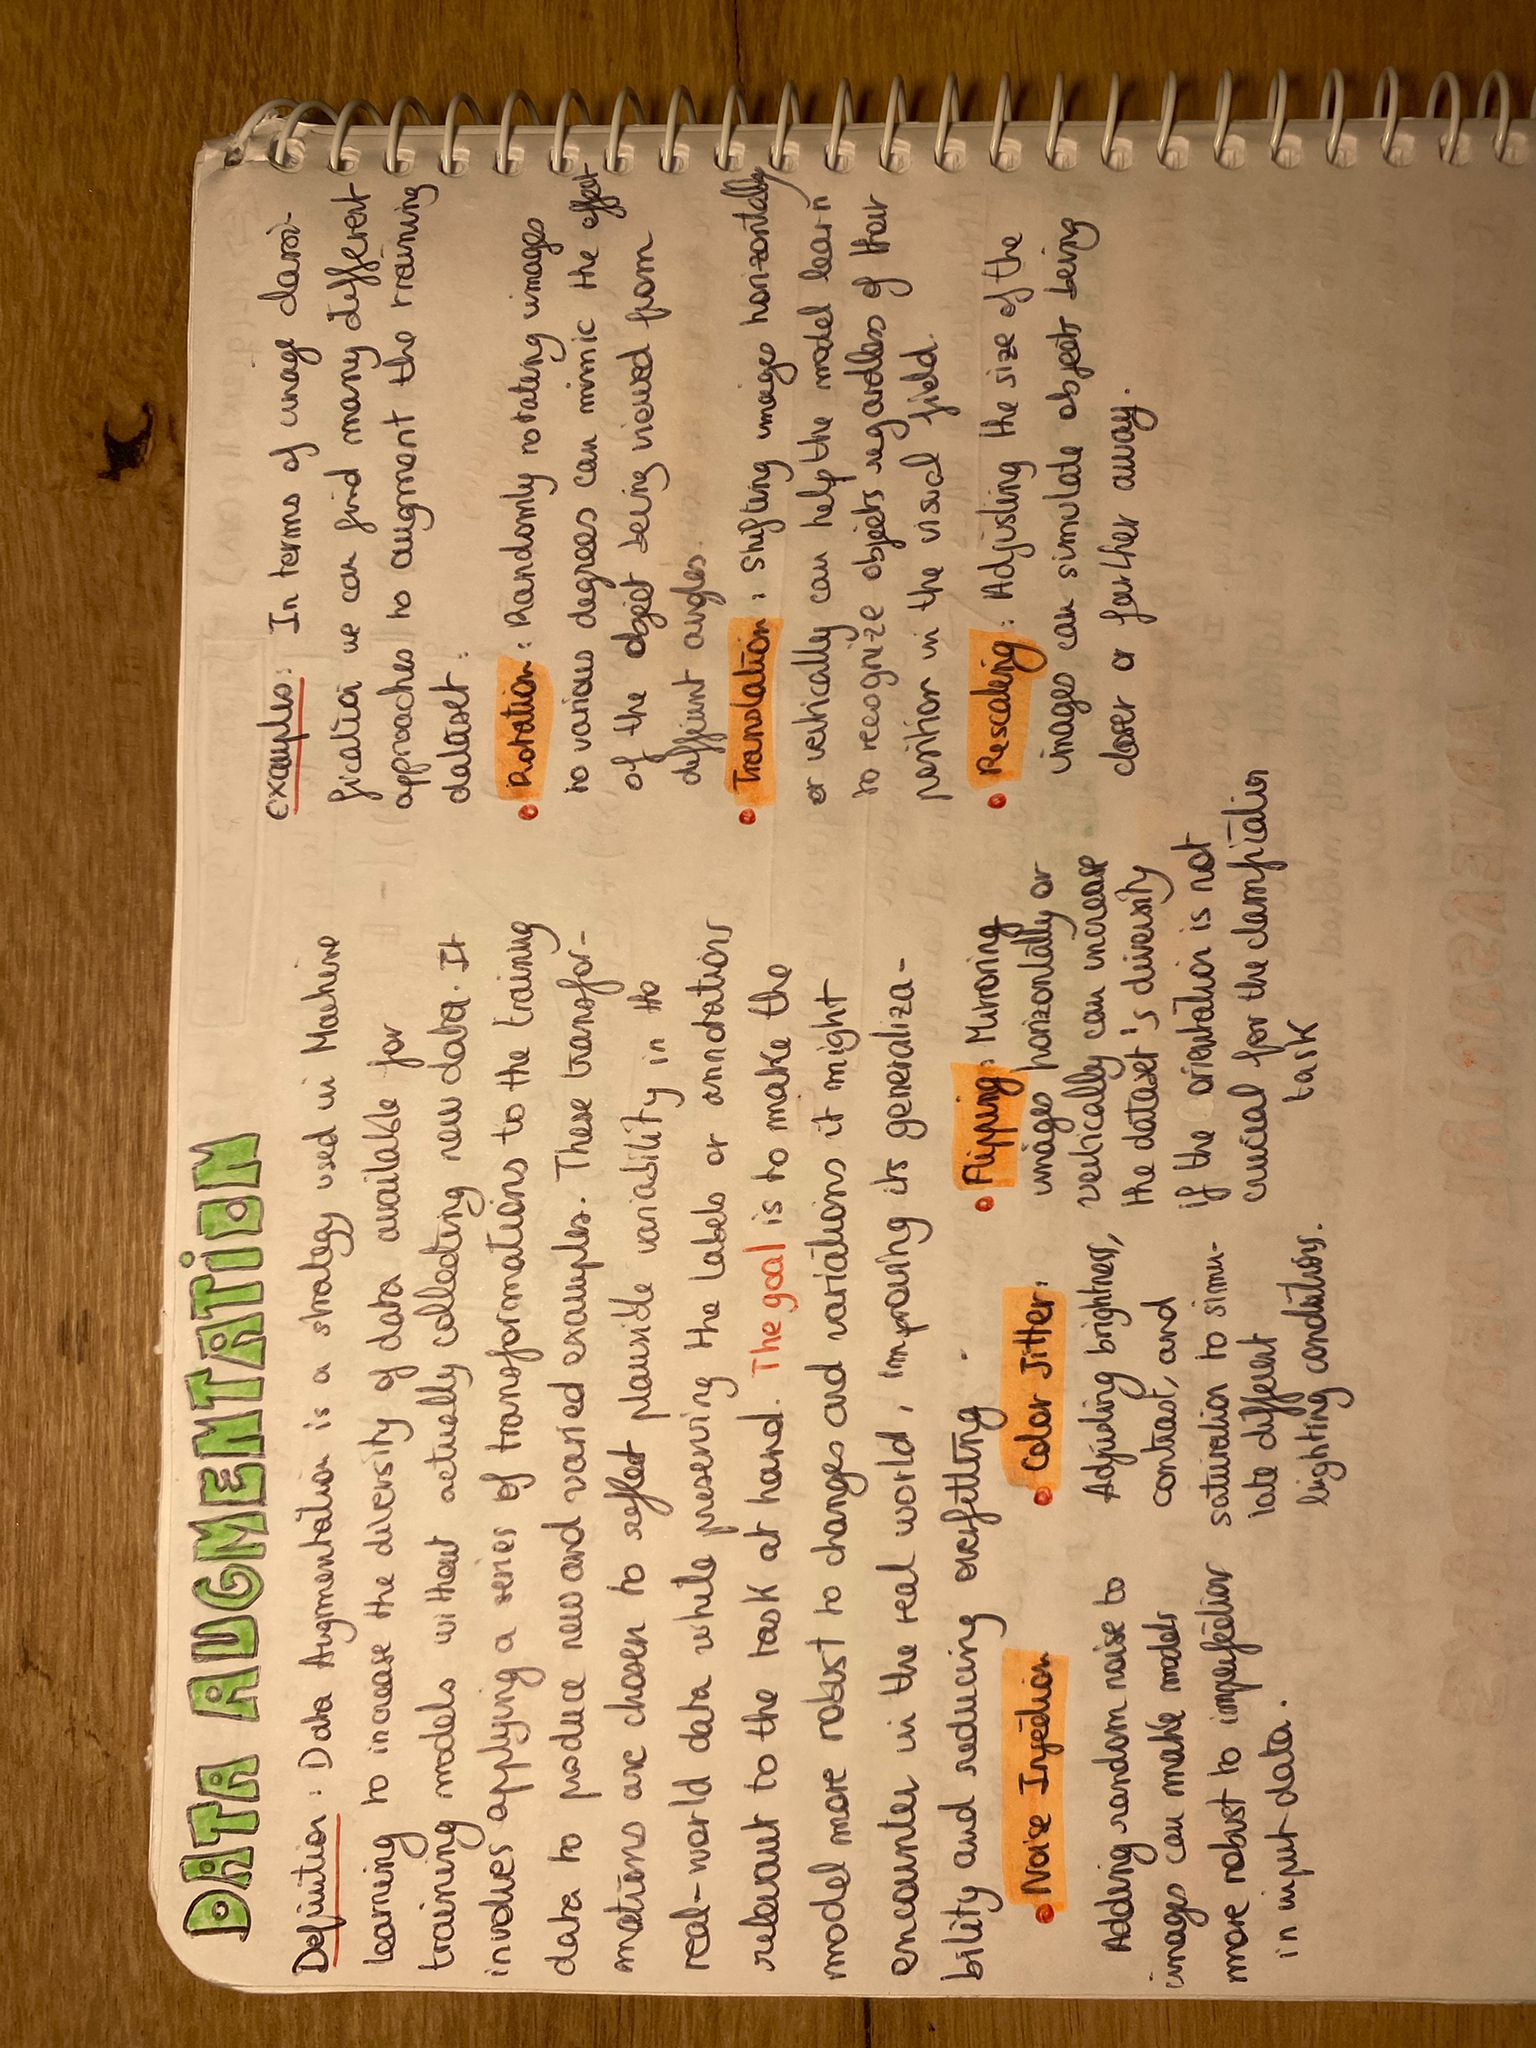 DATA AUGMENTATION
Definition: Data Augmentation is a strategy used in Machine
learning to increase the diversity of data available for
training models without actually collecting new data. It
involves applying a series of transformations to the training
data to produce new and varied examples. These transfor-
mations are chosen to reflect plausible variability in the
real-world data while preserving the labels or annotations
relevant to the task at hand. The goal is to make the
model more robust to changes and variations it might
encounter in the real world, improving its generaliza-
bility and reducing overfitting.
Examples: In terms of image classi-
fication we can find many different
approaches to augment the training
dataset:
• Rotation: Randomly rotating images
to various degrees can mimic the effect
of the object being viewed from
different angles.
• Translation: Shifting images horizontally
or vertically can help the model learn
to recognize objects regardless of their
position in the visual field.
• Rescaling: Adjusting the size of the
images can simulate objects being
closer or further away.
• Flipping: Mirroring
images horizontally or
vertically can increase
the dataset's diversity
if the orientation is not
crucial for the classification
task
• Color Jitter:
Adjusting brightness,
contrast, and
saturation to simu-
late different
lighting conditions.
• Noise Injection
Adding random noise to
images can make models
more robust to imperfection
in input data.